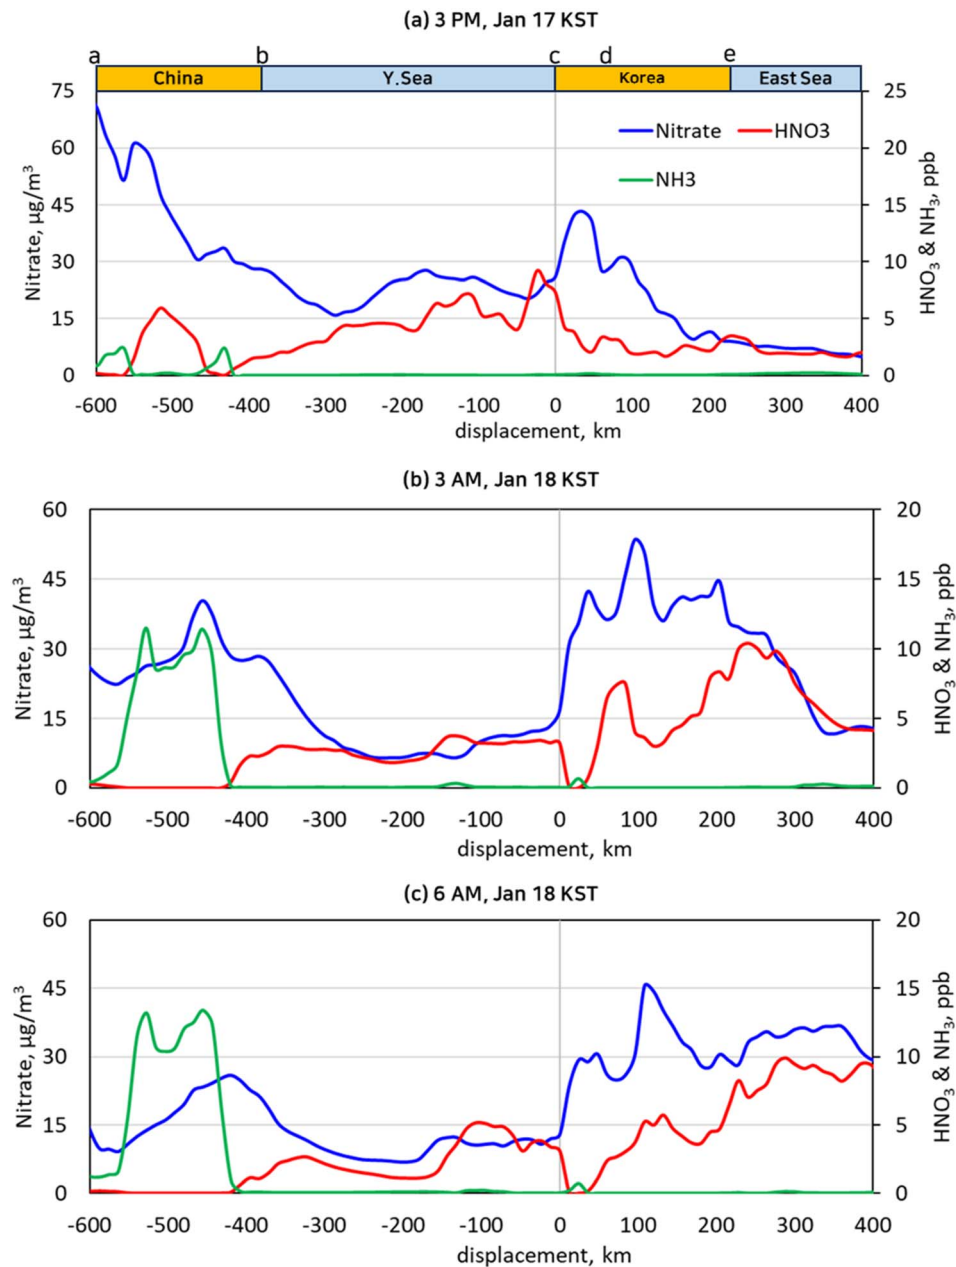 (a) 3 PM, Jan 17 KST
a b c d e
China Y.Sea Korea East Sea
75 25
60 20
45 15
30 10
15 5
0 0
Nitrate, µg/m³
HNO₃ & NH₃, ppb
Nitrate HNO3
NH3
-600 -500 -400 -300 -200 -100 0 100 200 300 400
displacement, km
(b) 3 AM, Jan 18 KST
60 20
45 15
30 10
15 5
0 0
Nitrate, µg/m³
HNO₃ & NH₃, ppb
-600 -500 -400 -300 -200 -100 0 100 200 300 400
displacement, km
(c) 6 AM, Jan 18 KST
60 20
45 15
30 10
15 5
0 0
Nitrate, µg/m³
HNO₃ & NH₃, ppb
-600 -500 -400 -300 -200 -100 0 100 200 300 400
displacement, km